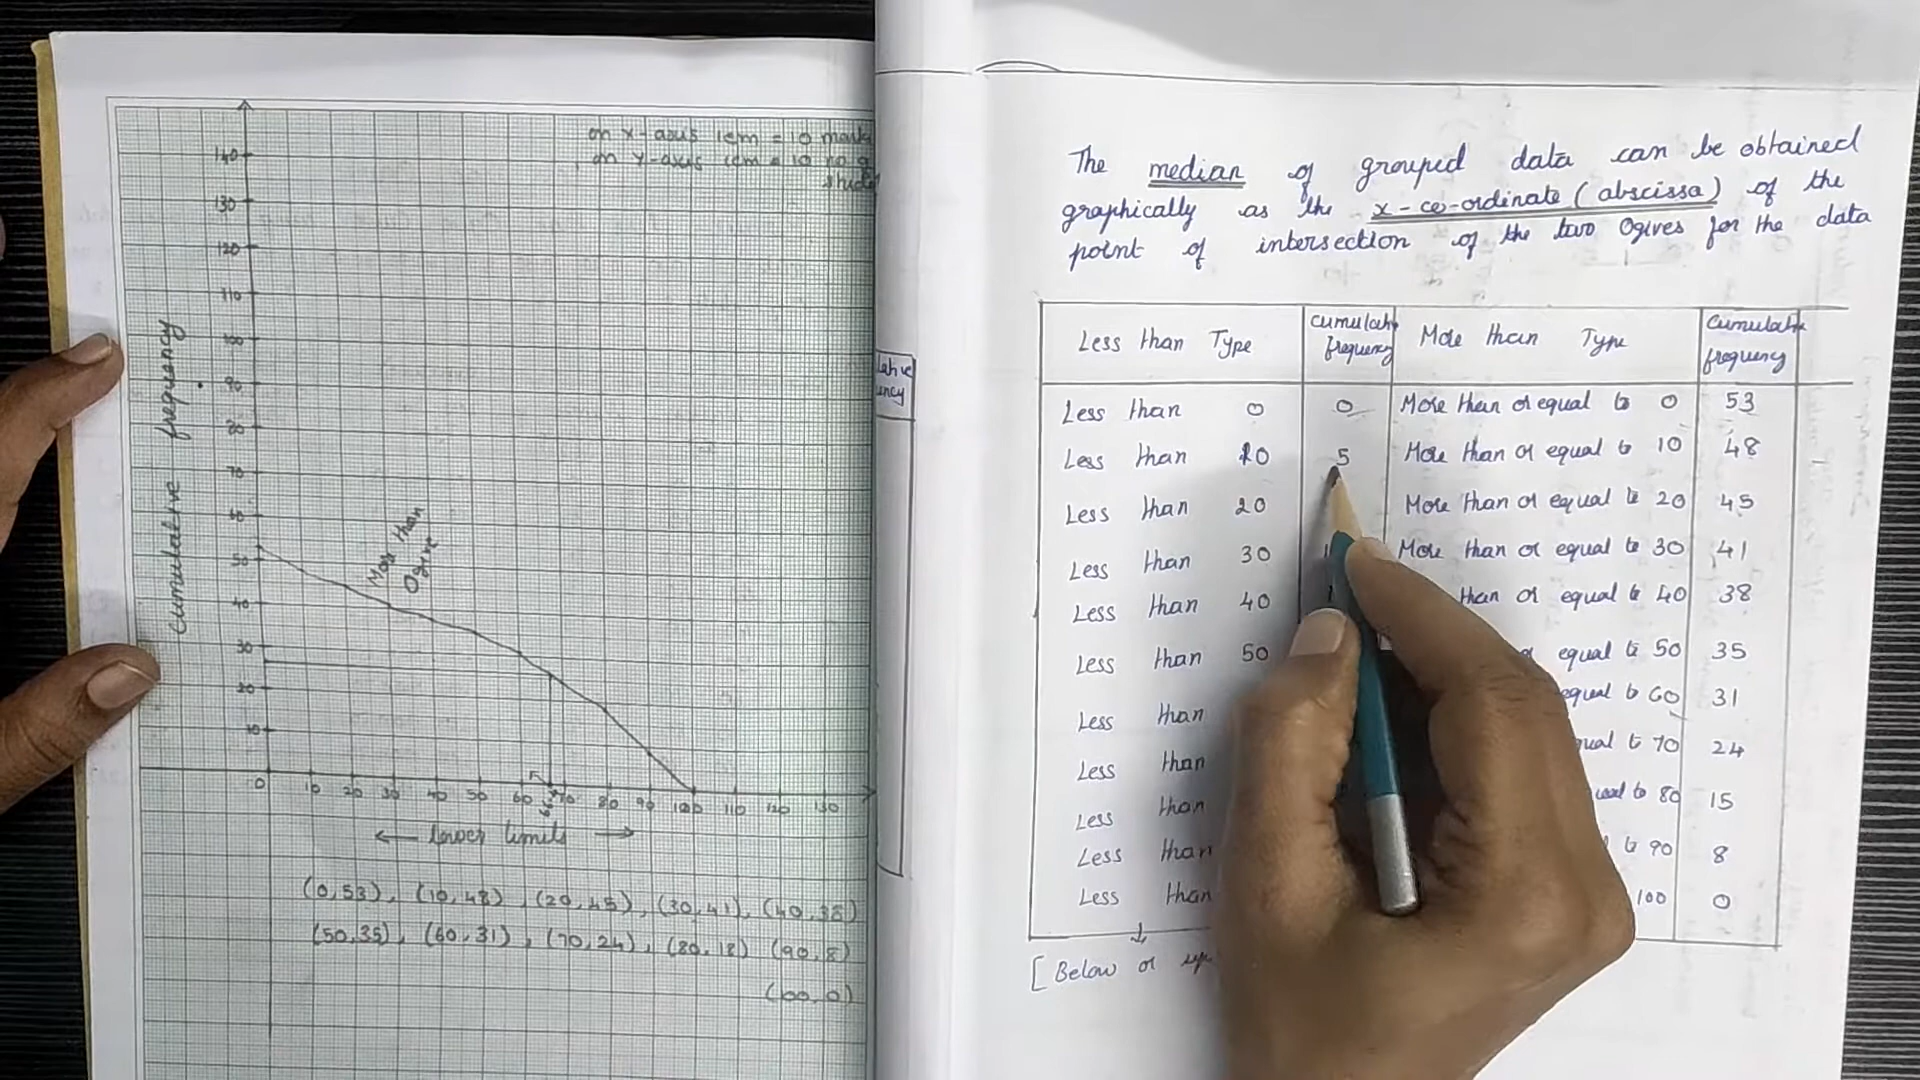 on x-axis 1cm = 10 mark
on Y-axis 1cm = 10 no
140
130
120
110
100
90
80
70
60
50
40
30
20
10
cumulative frequency
More than
Ogive
0 10 20 30 40 50 60 70 80 90 100 110 120 130
← lower limits →
(0,53), (10,48), (20,45), (30,41), (40,38)
(50,35), (60,31), (70,24), (80,18) (90,8)
(100,0)
The median of grouped data can be obtained
graphically as the x-co-ordinate (abscissa) of the
point of intersection of the two Ogives for the data
Less than Type cumulative frequency More than Type cumulative frequency
Less than 0 0 More than or equal to 0 53
Less than 10 5 More than or equal to 10 48
Less than 20 More than or equal to 20 45
Less than 30 More than or equal to 30 41
Less than 40 than or equal to 40 38
Less than 50 equal to 50 35
Less than equal to 60 31
Less than equal to 70 24
Less than equal to 80 15
Less than to 90 8
Less than 100 0
[Below or